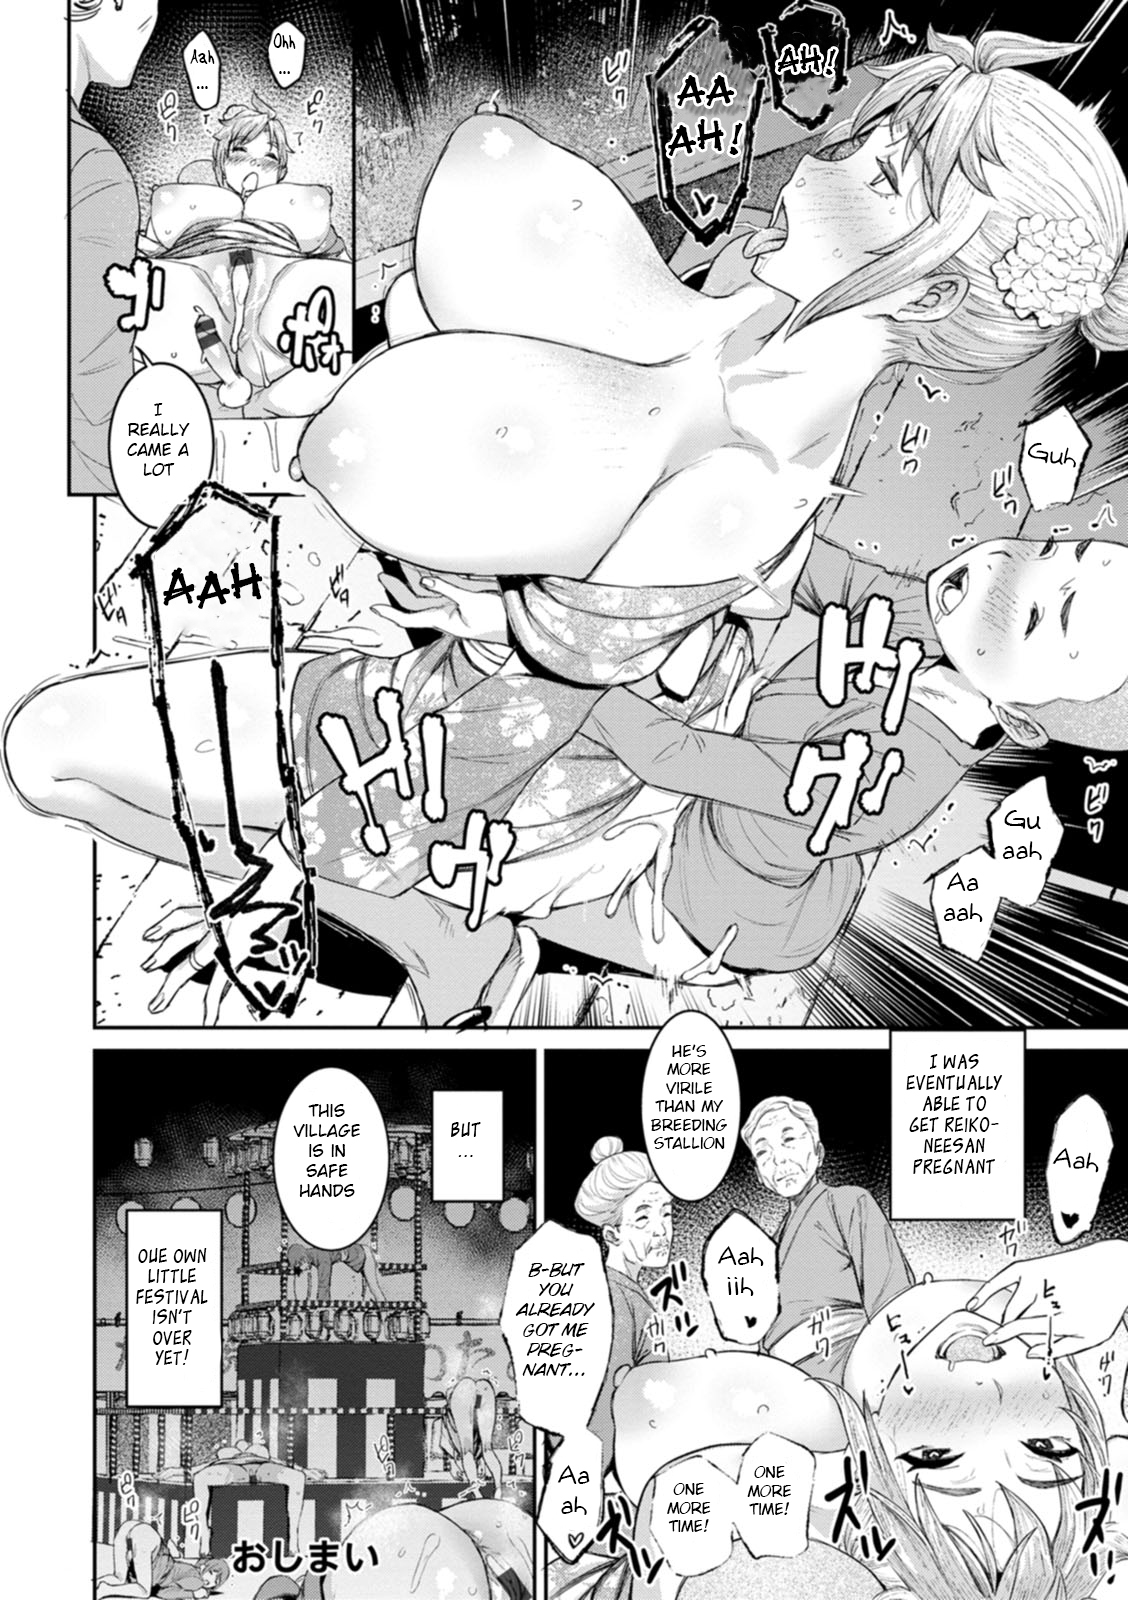 Ohh
...
Aah
...
AH!
AA
AH!
I
REALLY
CAME A
LOT
Guh
AAH
Gu
aah
Aa
aah
I WAS
EVENTUALLY
ABLE TO
GET REIKO-
NEESAN
PREGNANT
HE'S
MORE
VIRILE
THAN MY
BREEDING
STALLION
Aah
Aah
iih
B-BUT YOU
ALREADY
GOT ME
PREG-
NANT...
ONE
MORE
TIME!
ONE
MORE
TIME!
Aa
ah
BUT
...
THIS
VILLAGE
IS IN
SAFE
HANDS
OUE OWN
LITTLE
FESTIVAL
ISN'T
OVER
YET!
おしまい